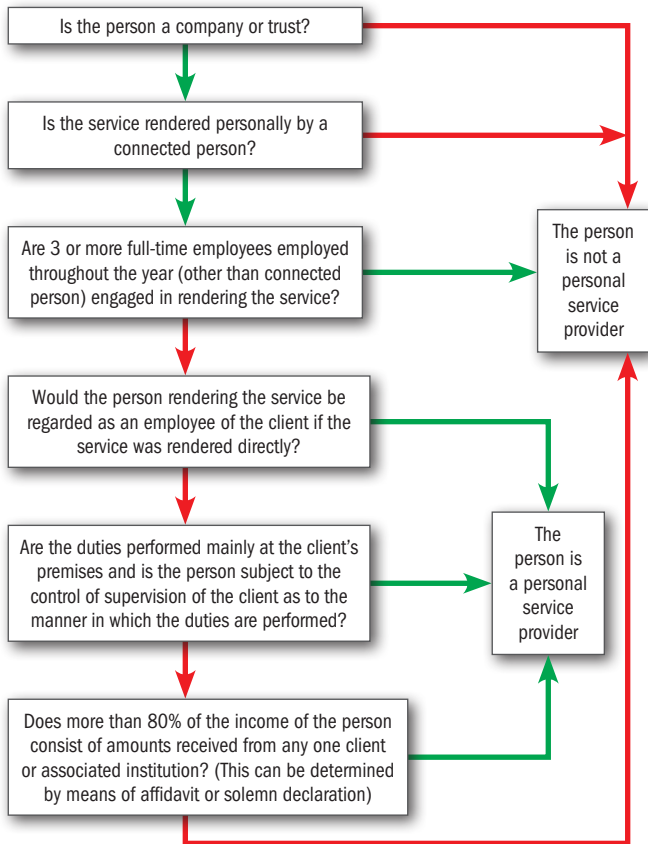 Is the person a company or trust?
Is the service rendered personally by a
connected person?
Are 3 or more full-time employees employed
throughout the year (other than connected
person) engaged in rendering the service?
The person
is not a
personal
service
provider
Would the person rendering the service be
regarded as an employee of the client if the
service was rendered directly?
Are the duties performed mainly at the client's
premises and is the person subject to the
control of supervision of the client as to the
manner in which the duties are performed?
The
person is
a personal
service
provider
Does more than 80% of the income of the person
consist of amounts received from any one client
or associated institution? (This can be determined
by means of affidavit or solemn declaration)